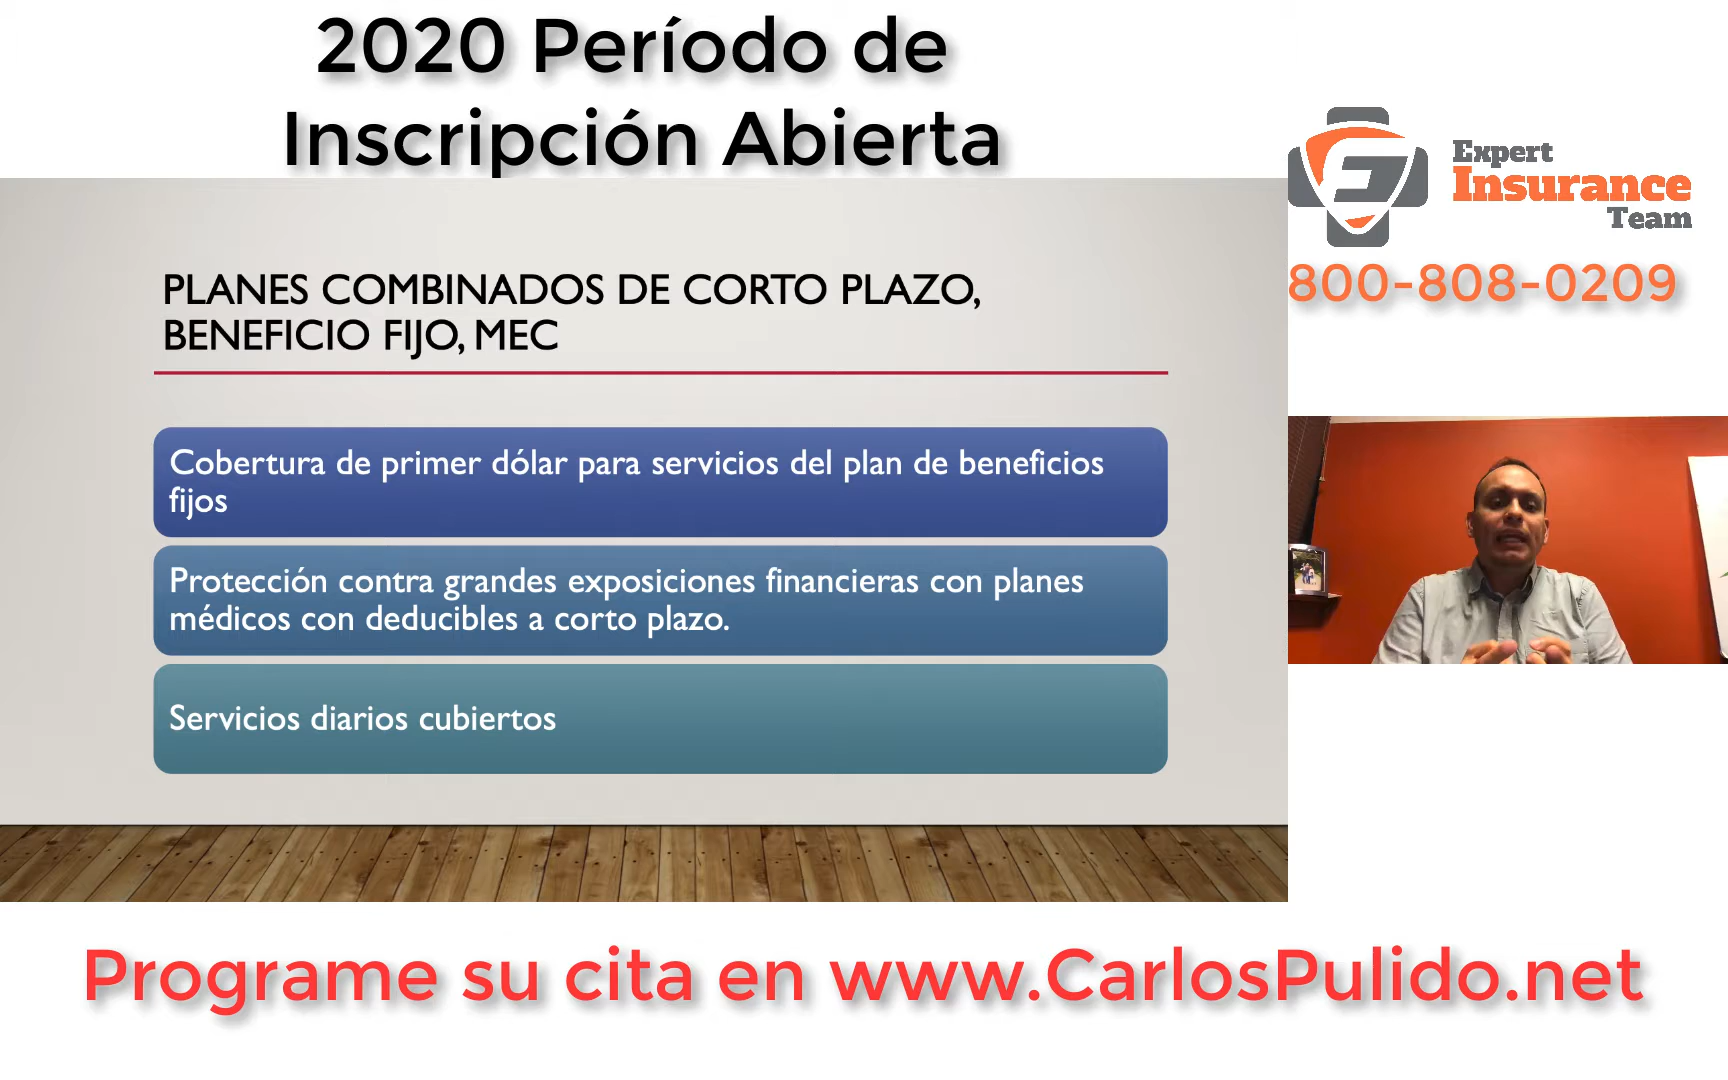 2020 Período de
Inscripción Abierta
Expert
Insurance
Team
800-808-0209
PLANES COMBINADOS DE CORTO PLAZO,
BENEFICIO FIJO, MEC
Cobertura de primer dólar para servicios del plan de beneficios
fijos
Protección contra grandes exposiciones financieras con planes
médicos con deducibles a corto plazo.
Servicios diarios cubiertos
Programe su cita en www.CarlosPulido.net